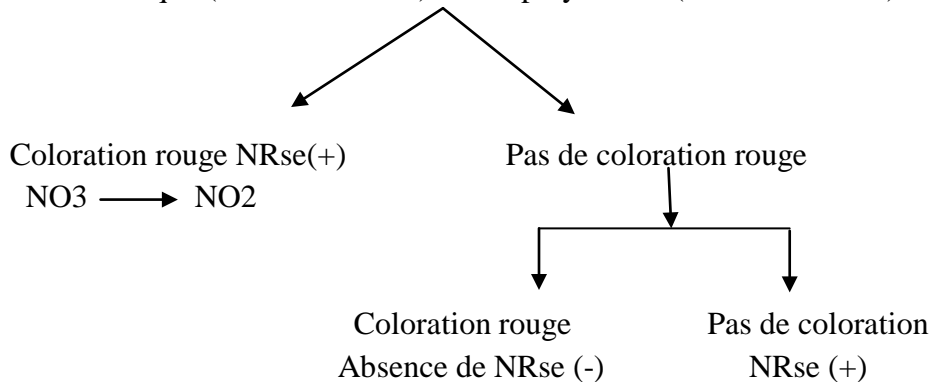 Coloration rouge NRse(+) Pas de coloration rouge
NO3 NO2
Coloration rouge Pas de coloration
Absence de NRse (-) NRse (+)